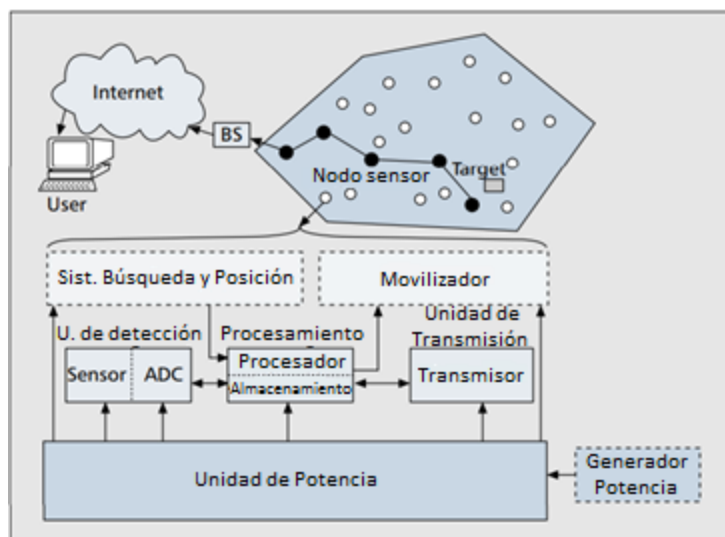 Internet
BS
User
Nodo sensor
Target
Sist. Búsqueda y Posición
Movilizador
U. de detección
Procesamiento
Unidad de
Transmisión
Sensor
ADC
Procesador
Almacenamiento
Transmisor
Unidad de Potencia
Generador
Potencia